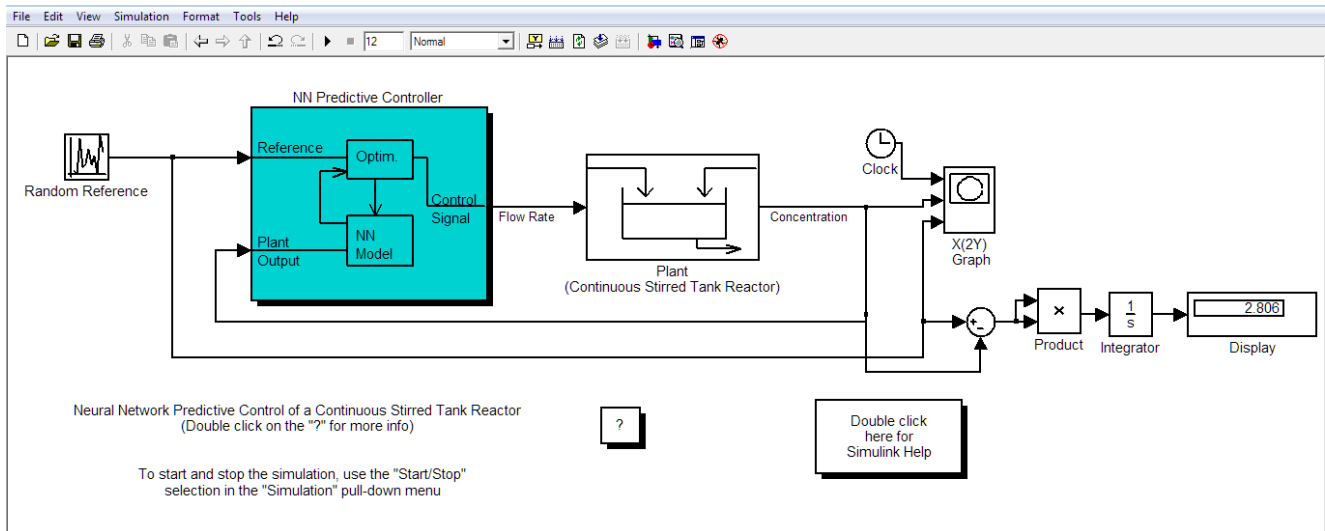 File Edit View Simulation Format Tools Help
12 Normal
NN Predictive Controller
Random Reference
Reference
Optim.
Control
Signal
Plant
Output
NN
Model
Flow Rate
Plant
(Continuous Stirred Tank Reactor)
Concentration
Clock
X(2Y)
Graph
+
-
×
Product
1
s
Integrator
2.806
Display
Neural Network Predictive Control of a Continuous Stirred Tank Reactor
(Double click on the "?" for more info)
?
Double click
here for
Simulink Help
To start and stop the simulation, use the "Start/Stop"
selection in the "Simulation" pull-down menu